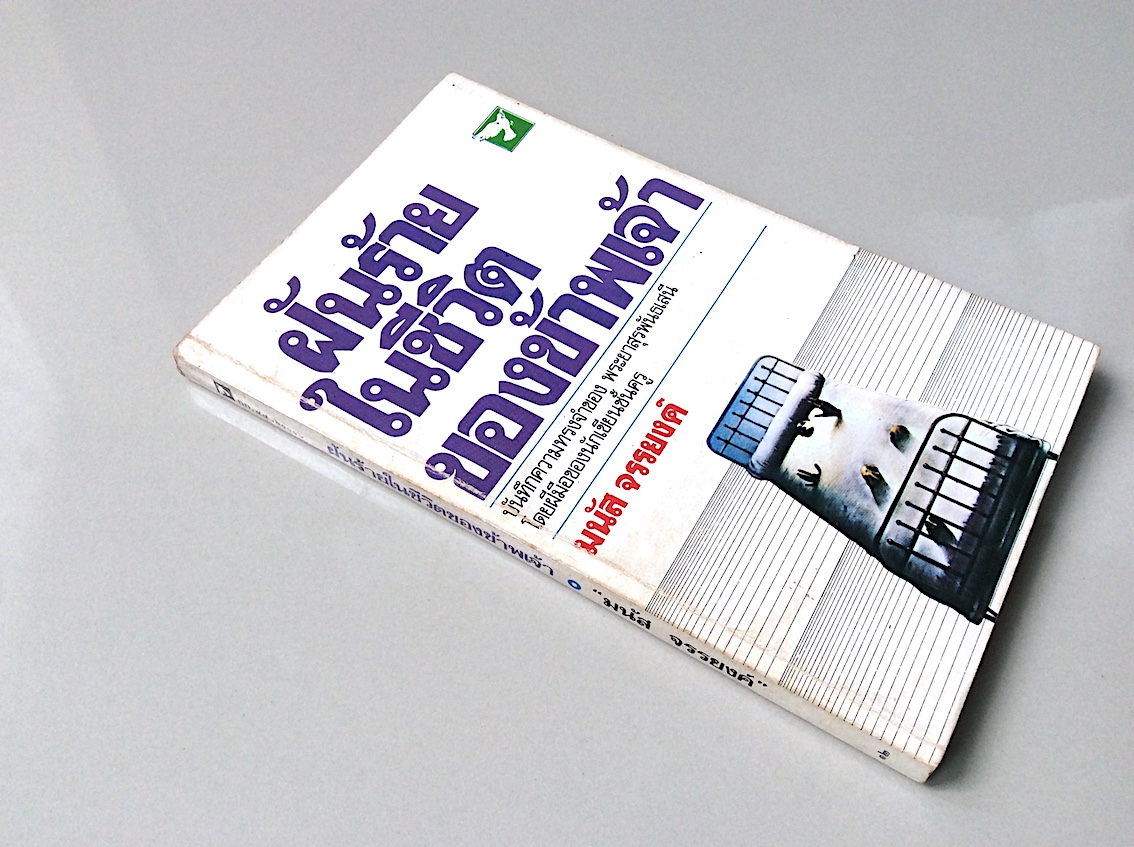 ฝันร้าย
ในชีวิต
ของข้าพเจ้า
บันทึกความทรงจำของ พระยาสุรพันธเสนี
โดยฝีมือของนักเขียนชั้นครู
มนัส จรรยงค์
ฝันร้ายในชีวิตของข้าพเจ้า "มนัส จรรยงค์"
๑๒